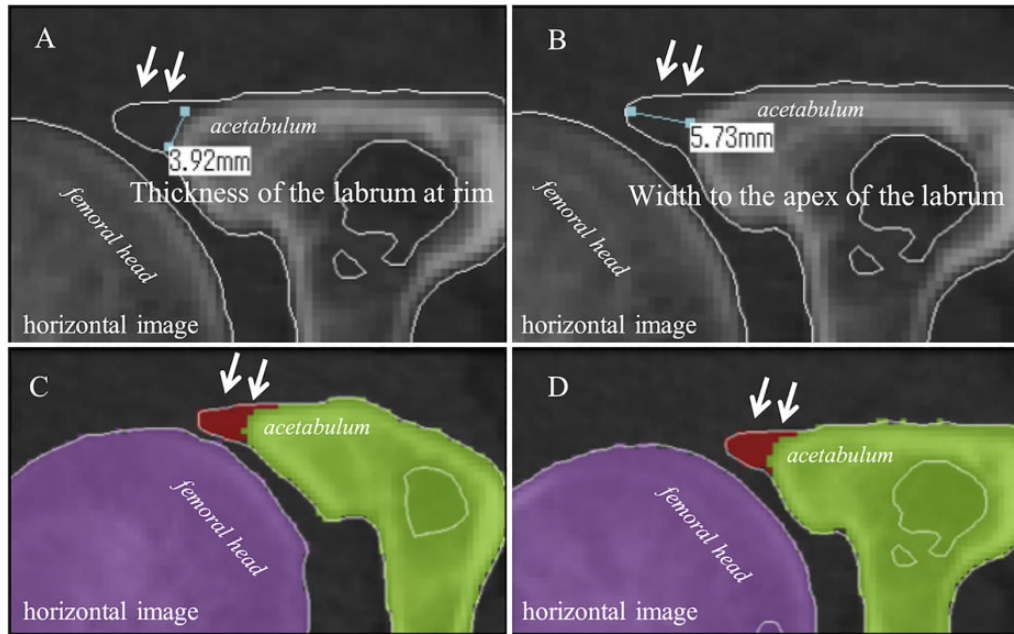 A
acetabulum
3.92mm
Thickness of the labrum at rim
femoral head
horizontal image
B
acetabulum
5.73mm
Width to the apex of the labrum
femoral head
horizontal image
C
acetabulum
femoral head
horizontal image
D
acetabulum
femoral head
horizontal image